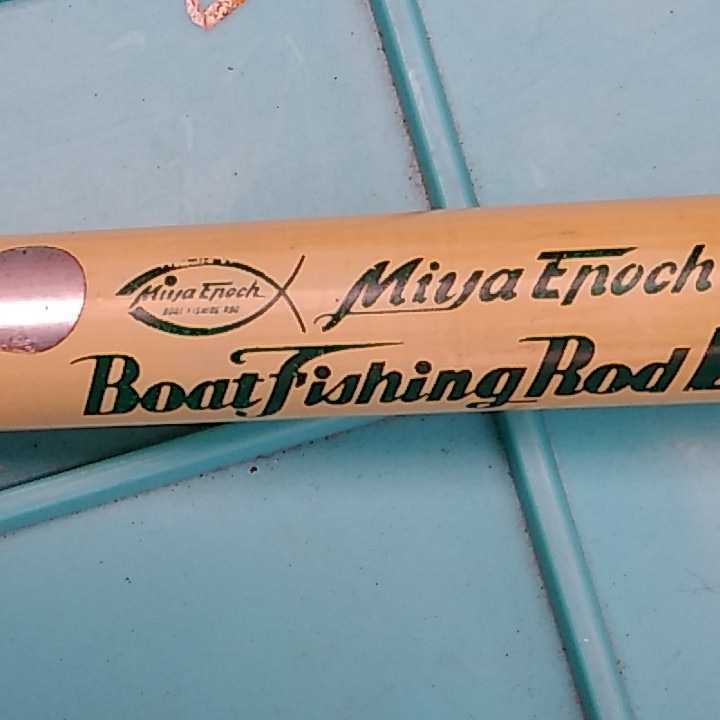 Miya Epoch
BOAT FISHING ROD
Miya Epoch
Boat Fishing Rod